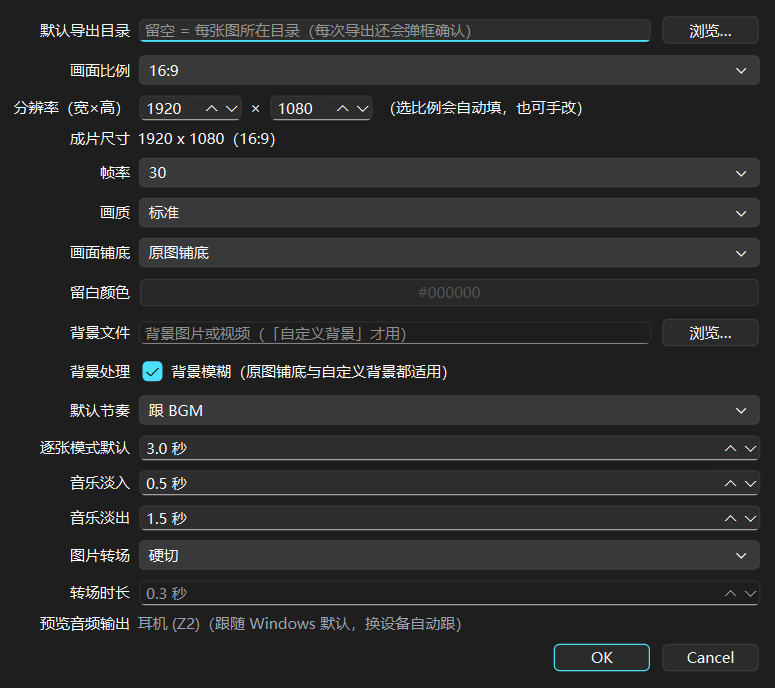 默认导出目录 留空 = 每张图所在目录（每次导出还会弹框确认） 浏览...
画面比例 16:9
分辨率（宽×高） 1920 × 1080 （选比例会自动填，也可手改）
成片尺寸 1920 x 1080（16:9）
帧率 30
画质 标准
画面铺底 原图铺底
留白颜色 #000000
背景文件 背景图片或视频（「自定义背景」才用） 浏览...
背景处理 背景模糊（原图铺底与自定义背景都适用）
默认节奏 跟 BGM
逐张模式默认 3.0 秒
音乐淡入 0.5 秒
音乐淡出 1.5 秒
图片转场 硬切
转场时长 0.3 秒
预览音频输出 耳机 (Z2)（跟随 Windows 默认，换设备自动跟）
OK Cancel